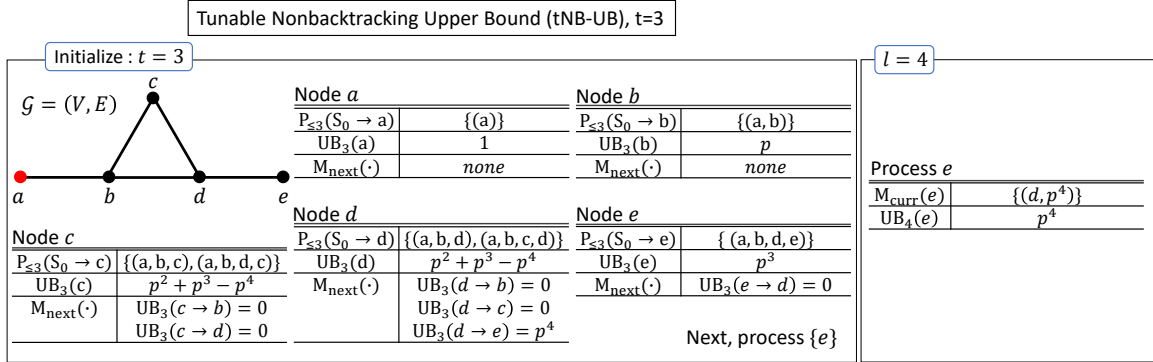 Tunable Nonbacktracking Upper Bound (tNB-UB), t=3
Initialize : t = 3
𝒢 = (V, E)
c
a
b
d
e
Node a
P≤3(S0 → a) {(a)}
UB3(a) 1
Mnext(·) none
Node b
P≤3(S0 → b) {(a, b)}
UB3(b) p
Mnext(·) none
Node c
P≤3(S0 → c) {(a, b, c), (a, b, d, c)}
UB3(c) p² + p³ − p⁴
Mnext(·) UB3(c → b) = 0
UB3(c → d) = 0
Node d
P≤3(S0 → d) {(a, b, d), (a, b, c, d)}
UB3(d) p² + p³ − p⁴
Mnext(·) UB3(d → b) = 0
UB3(d → c) = 0
UB3(d → e) = p⁴
Node e
P≤3(S0 → e) { (a, b, d, e)}
UB3(e) p³
Mnext(·) UB3(e → d) = 0
Next, process {e}
l = 4
Process e
Mcurr(e) {(d, p⁴)}
UB4(e) p⁴